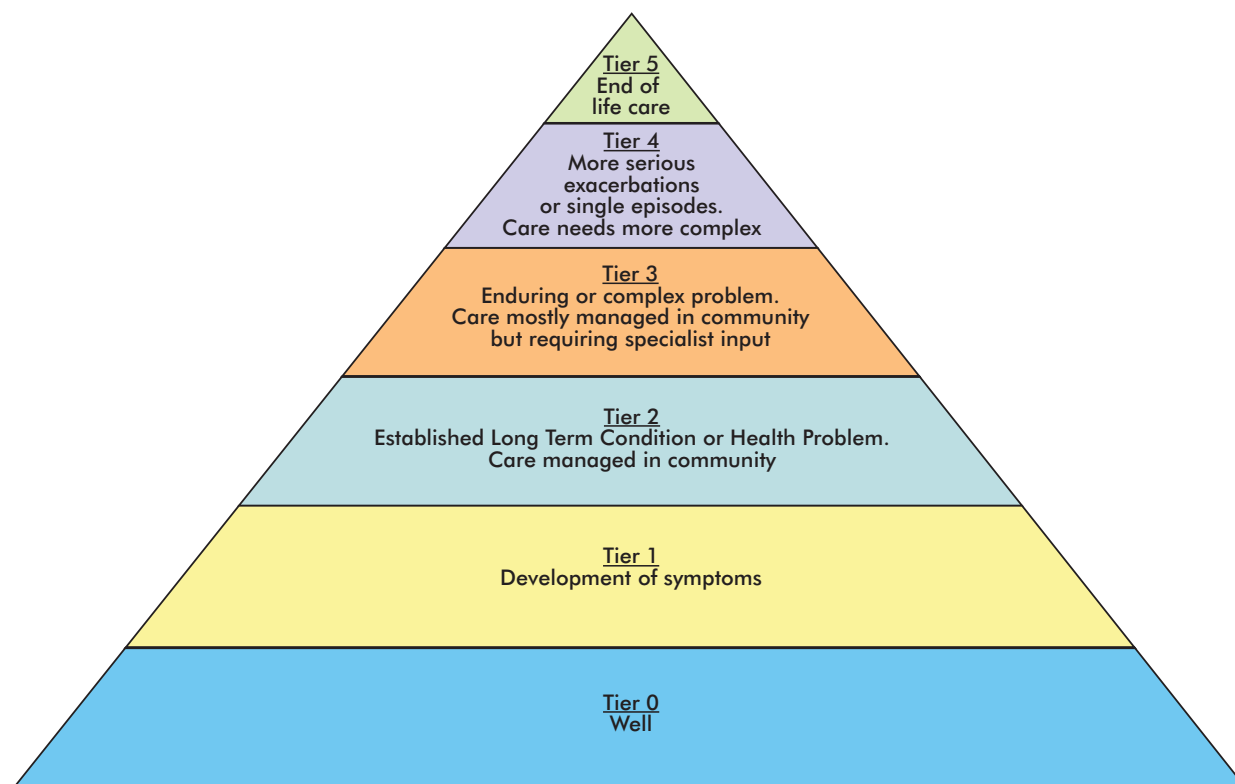 Tier 5
End of
life care
Tier 4
More serious
exacerbations
or single episodes.
Care needs more complex
Tier 3
Enduring or complex problem.
Care mostly managed in community
but requiring specialist input
Tier 2
Established Long Term Condition or Health Problem.
Care managed in community
Tier 1
Development of symptoms
Tier 0
Well